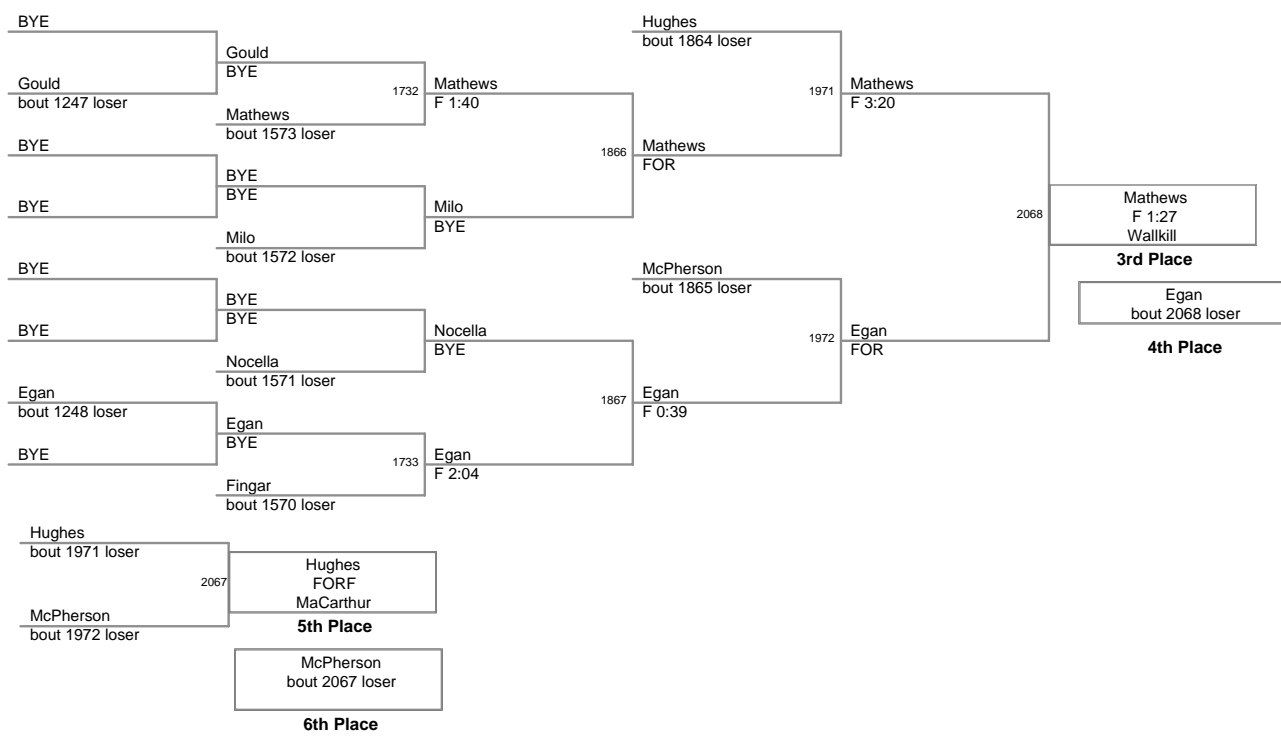 BYE
Gould
bout 1247 loser
BYE
BYE
BYE
BYE
Egan
bout 1248 loser
BYE
Gould
BYE
Mathews
bout 1573 loser
BYE
BYE
Milo
bout 1572 loser
BYE
BYE
Nocella
bout 1571 loser
Egan
BYE
Fingar
bout 1570 loser
1732
1733
Mathews
F 1:40
Milo
BYE
Nocella
BYE
Egan
F 2:04
1866
1867
Hughes
bout 1864 loser
Mathews
FOR
McPherson
bout 1865 loser
Egan
F 0:39
1971
1972
Mathews
F 3:20
Egan
FOR
2068
Mathews
F 1:27
Wallkill
3rd Place
Egan
bout 2068 loser
4th Place
Hughes
bout 1971 loser
McPherson
bout 1972 loser
2067
Hughes
FORF
MaCarthur
5th Place
McPherson
bout 2067 loser
6th Place